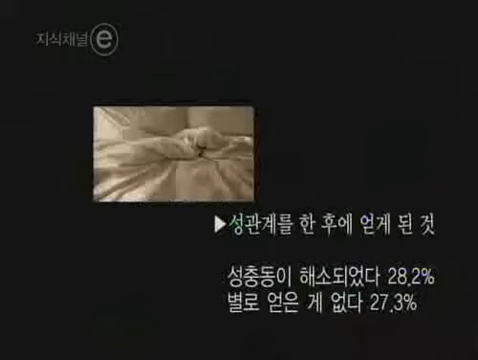 지식채널 e
▶성관계를 한 후에 얻게 된 것
성충동이 해소되었다 28.2%
별로 얻은 게 없다 27.3%